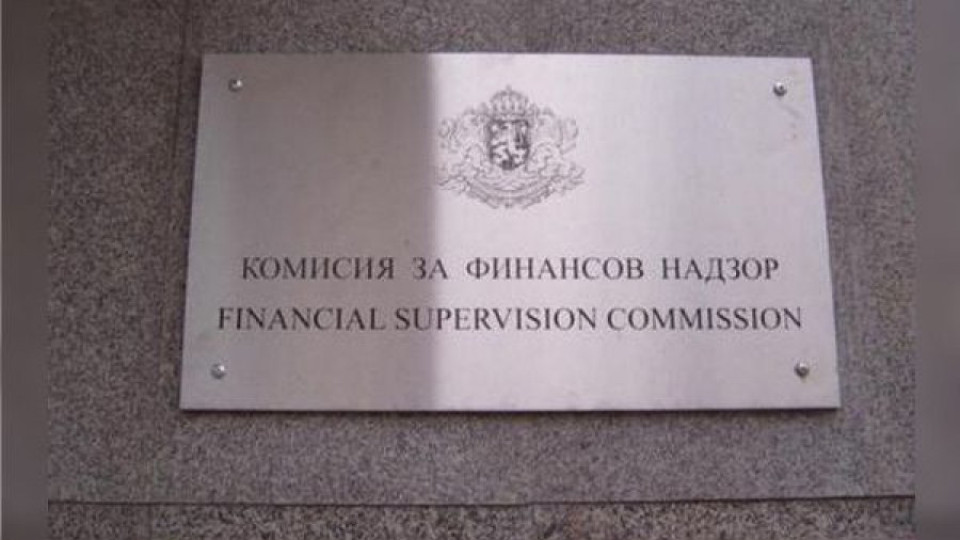 КОМИСИЯ ЗА ФИНАНСОВ НАДЗОР
FINANCIAL SUPERVISION COMMISSION